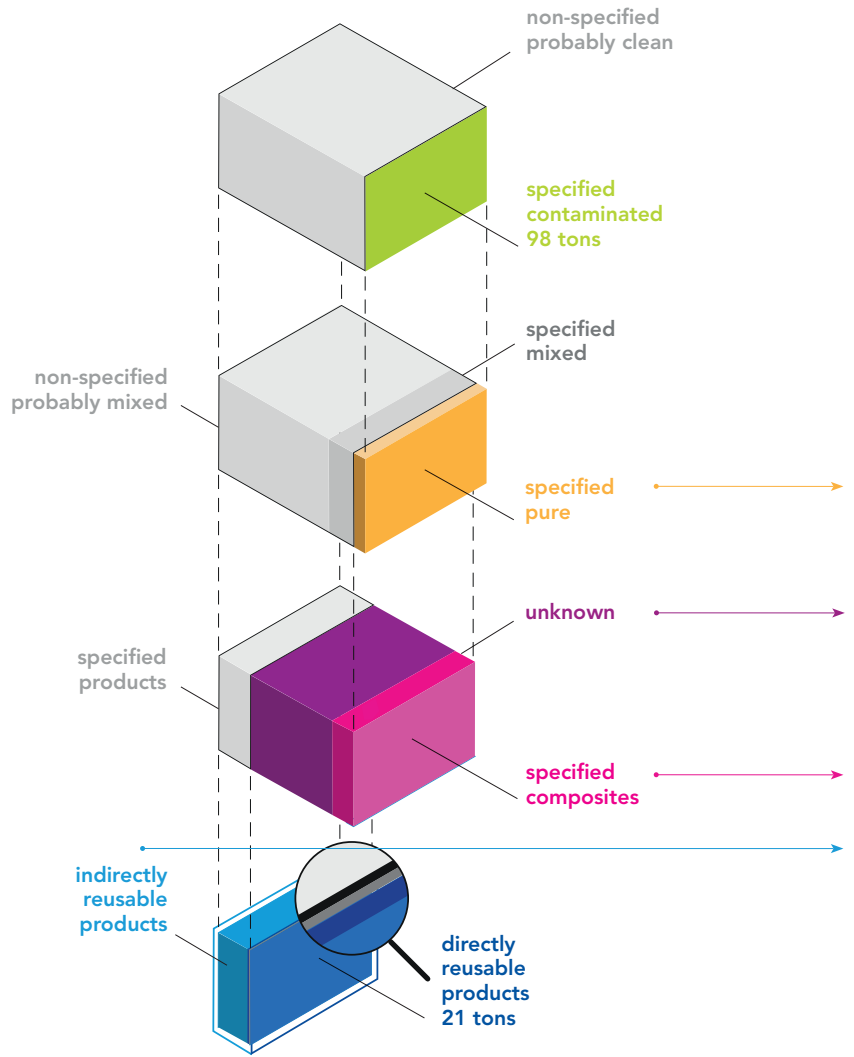 non-specified
probably clean
specified
contaminated
98 tons
specified
mixed
non-specified
probably mixed
specified
pure
unknown
specified
products
specified
composites
indirectly
reusable
products
directly
reusable
products
21 tons